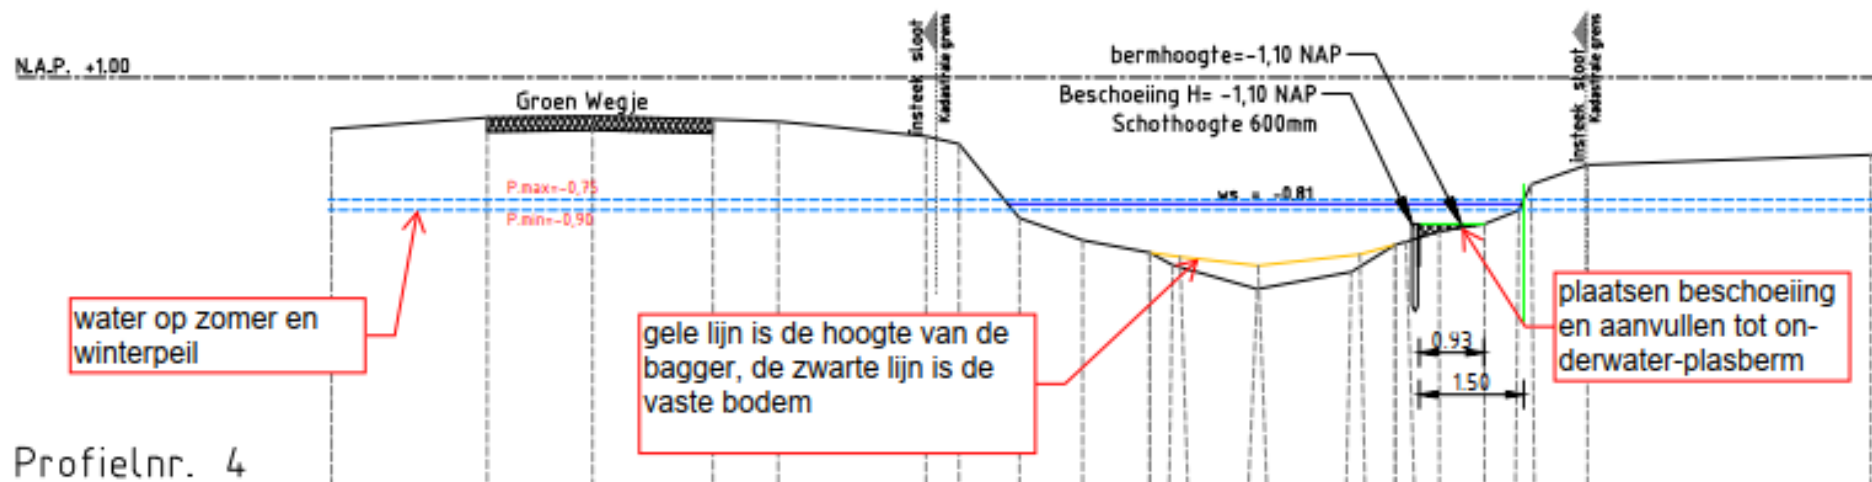 insteek sloot
Kadastrale grens
insteek sloot
Kadastrale grens
bermhoogte=-1,10 NAP
N.A.P. +1.00
Groen Wegje
Beschoeiing H= -1,10 NAP
Schothoogte 600mm
P.max=-0,75
ws = -0.81
P.min=-0,90
water op zomer en
winterpeil
gele lijn is de hoogte van de
bagger, de zwarte lijn is de
vaste bodem
plaatsen beschoeiing
en aanvullen tot on-
derwater-plasberm
0.93
1.50
Profielnr. 4